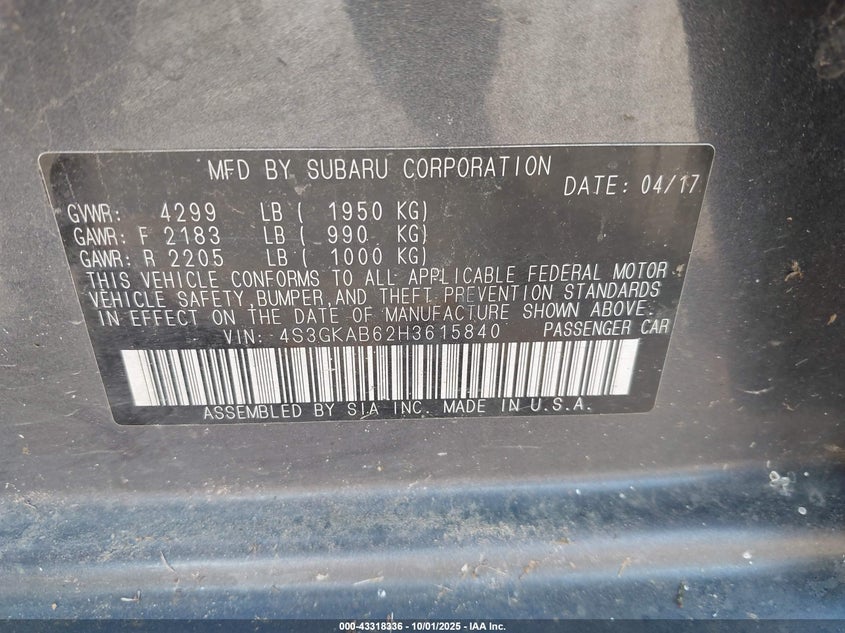 MFD BY SUBARU CORPORATION
DATE: 04/17
GVWR: 4299 LB ( 1950 KG)
GAWR: F 2183 LB ( 990 KG)
GAWR: R 2205 LB ( 1000 KG)
THIS VEHICLE CONFORMS TO ALL APPLICABLE FEDERAL MOTOR
VEHICLE SAFETY, BUMPER, AND THEFT PREVENTION STANDARDS
IN EFFECT ON THE DATE OF MANUFACTURE SHOWN ABOVE.
VIN: 4S3GKAB62H3615840 PASSENGER CAR
ASSEMBLED BY SIA INC. MADE IN U.S.A.
000-43318336 - 10/01/2025 - IAA Inc.